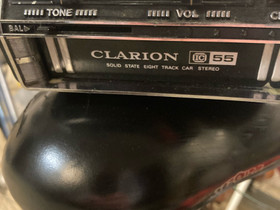 TONE VOL
BAL
CLARION IC 55
SOLID STATE EIGHT TRACK CAR STEREO